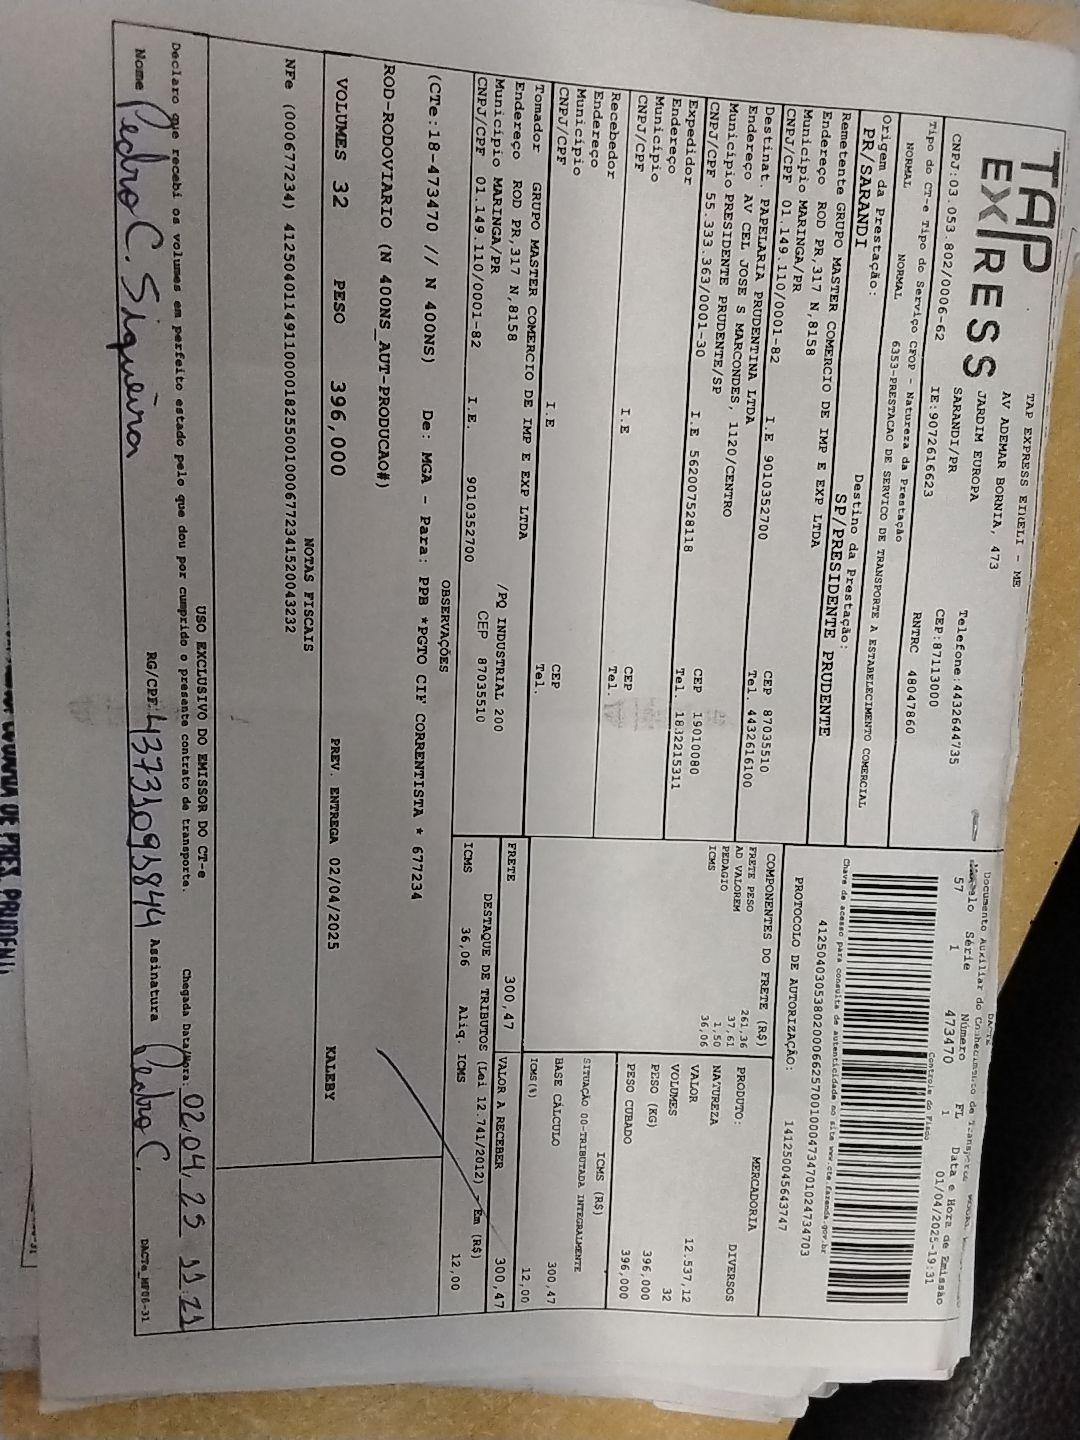 TAP EXPRESS
TAP EXPRESS EIRELI - ME
AV ADEMAR BORNIA, 473
JARDIM EUROPA
SARANDI/PR
Telefone: 4432644735
CEP:87113000
CNPJ:03.053.802/0006-62 IE:9072616623 RNTRC 48047860
DACTE
Documento Auxiliar do Conhecimento de
57 Série Número FL Data e Hora de Emissão
1 473470 1 01/04/2025-19:31
Controle do Fisco
Tipo do CT-e Tipo do Serviço CFOP - Natureza da Prestação
NORMAL NORMAL 6353-PRESTACAO DE SERVICO DE TRANSPORTE A ESTABELECIMENTO COMERCIAL
Origem da Prestação: Destino da Prestação:
PR/SARANDI SP/PRESIDENTE PRUDENTE
Chave de acesso para consulta de autenticidade no site www.cte.fazenda.gov.br
PROTOCOLO DE AUTORIZAÇÃO: 141250045643747
Remetente GRUPO MASTER COMERCIO DE IMP E EXP LTDA
Endereço ROD PR,317 N,8158
Município MARINGA/PR CEP 87035510
CNPJ/CPF 01.149.110/0001-82 I.E 9010352700 Tel. 4432616100
Destinat. PAPELARIA PRUDENTINA LTDA
Endereço AV CEL JOSE S MARCONDES, 1120/CENTRO
Município PRESIDENTE PRUDENTE/SP CEP 19010080
CNPJ/CPF 55.333.363/0001-30 I.E 562007528118 Tel. 1832215311
Expedidor
Endereço
Município CEP
CNPJ/CPF I.E Tel.
Recebedor
Endereço
Município CEP
CNPJ/CPF I.E Tel.
Tomador GRUPO MASTER COMERCIO DE IMP E EXP LTDA
Endereço ROD PR,317 N,8158 /PQ INDUSTRIAL 200
Município MARINGA/PR CEP 87035510
CNPJ/CPF 01.149.110/0001-82 I.E. 9010352700
COMPONENTES DO FRETE (R$)
FRETE PESO 261,36
AD VALOREM 37,61
PEDAGIO 1,50
ICMS 36,06
MERCADORIA
PRODUTO: DIVERSOS
NATUREZA
VALOR 12.537,12
VOLUMES 32
PESO (KG) 396,000
PESO CUBADO 396,000
ICMS (R$)
SITUAÇÃO 00-TRIBUTADA INTEGRALMENTE
BASE CÁLCULO 300,47
ICMS(%) 12,00
FRETE 300,47 VALOR A RECEBER 300,47
DESTAQUE DE TRIBUTOS (Lei 12.741/2012) - Em (R$)
ICMS 36,06 Aliq. ICMS 12,00
OBSERVAÇÕES
(CTe:18-473470 // N 400NS) De: MGA - Para: PPB *PGTO CIF CORRENTISTA * 677234
ROD-RODOVIARIO (N 400NS_AUT-PRODUCAO#)
VOLUMES 32 PESO 396,000 PREV. ENTREGA 02/04/2025 KALEBY
NOTAS FISCAIS
USO EXCLUSIVO DO EMISSOR DO CT-e
Declaro que recebi os volumes em perfeito estado pelo que dou por cumprido o presente contrato de transporte. Chegada Data/Hora: 02,04,25 11:21
Nome Pedro C. Siqueira RG/CPF 43731095844 Assinatura Pedro C. DACTe_MF06-31